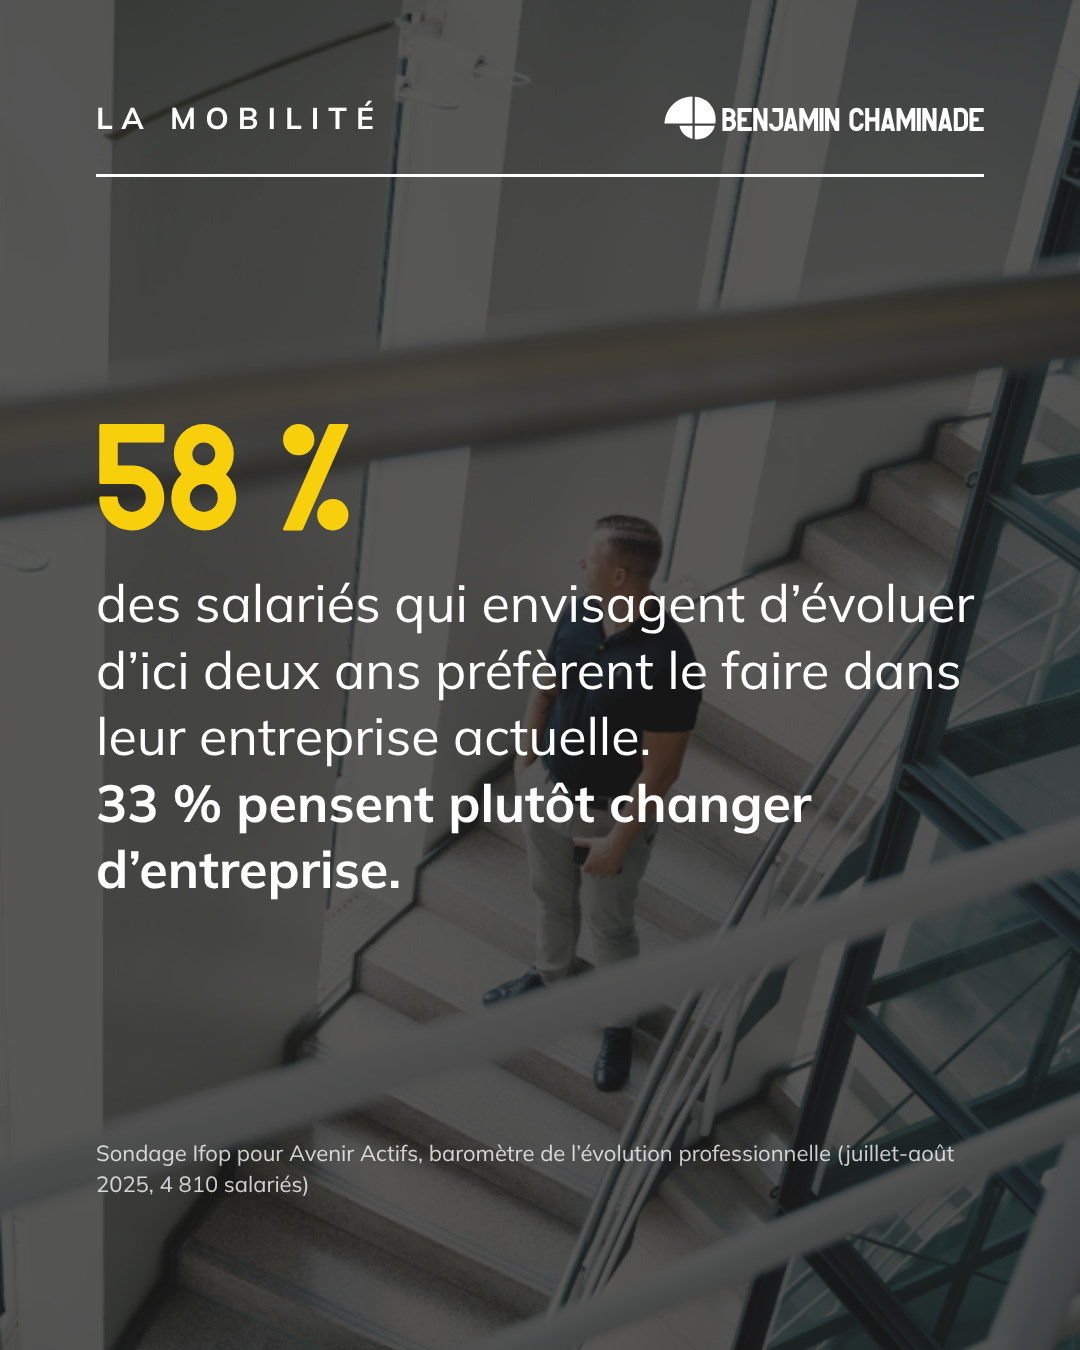 LA MOBILITÉ
BENJAMIN CHAMINADE
58 %
des salariés qui envisagent d’évoluer
d’ici deux ans préfèrent le faire dans
leur entreprise actuelle.
33 % pensent plutôt changer
d’entreprise.
Sondage Ifop pour Avenir Actifs, baromètre de l’évolution professionnelle (juillet-août
2025, 4 810 salariés)